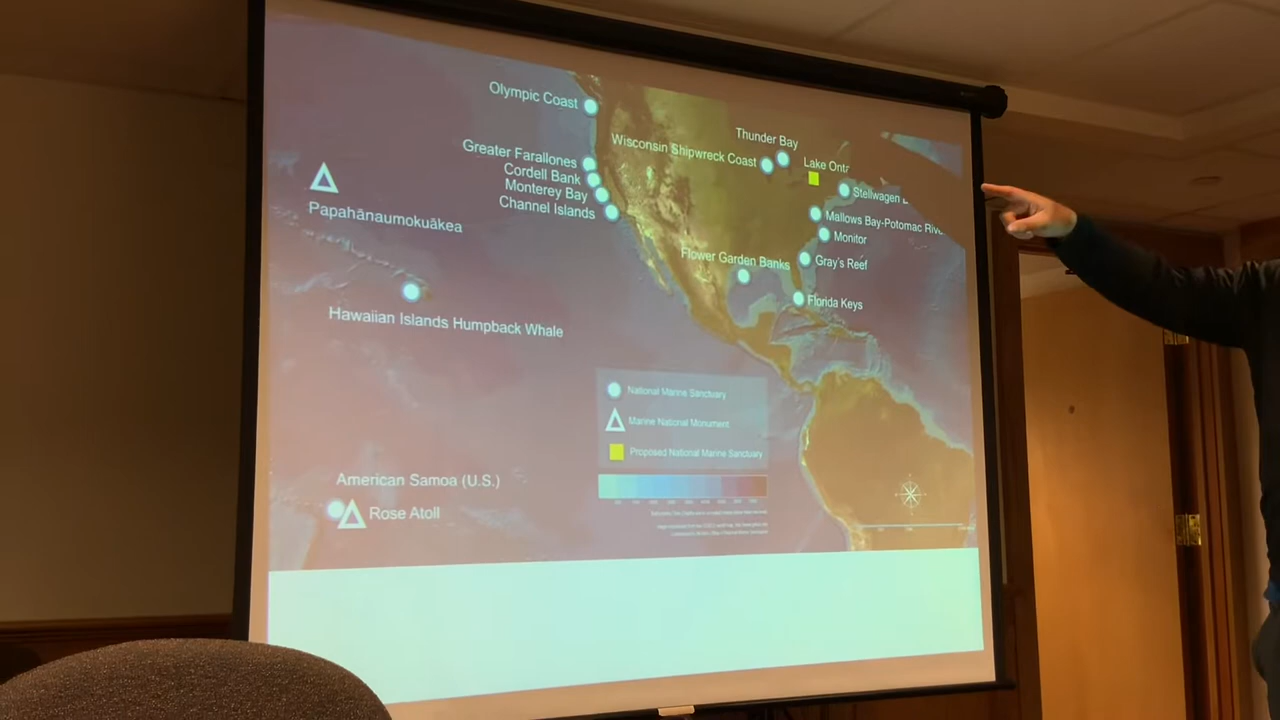 Olympic Coast
Thunder Bay
Wisconsin Shipwreck Coast
Lake Onta
Greater Farallones
Cordell Bank
Monterey Bay
Channel Islands
Stellwagen
Papahānaumokuākea
Mallows Bay-Potomac Rive
Monitor
Flower Garden Banks
Gray's Reef
Florida Keys
Hawaiian Islands Humpback Whale
National Marine Sanctuary
Marine National Monument
Proposed National Marine Sanctuary
American Samoa (U.S.)
Rose Atoll